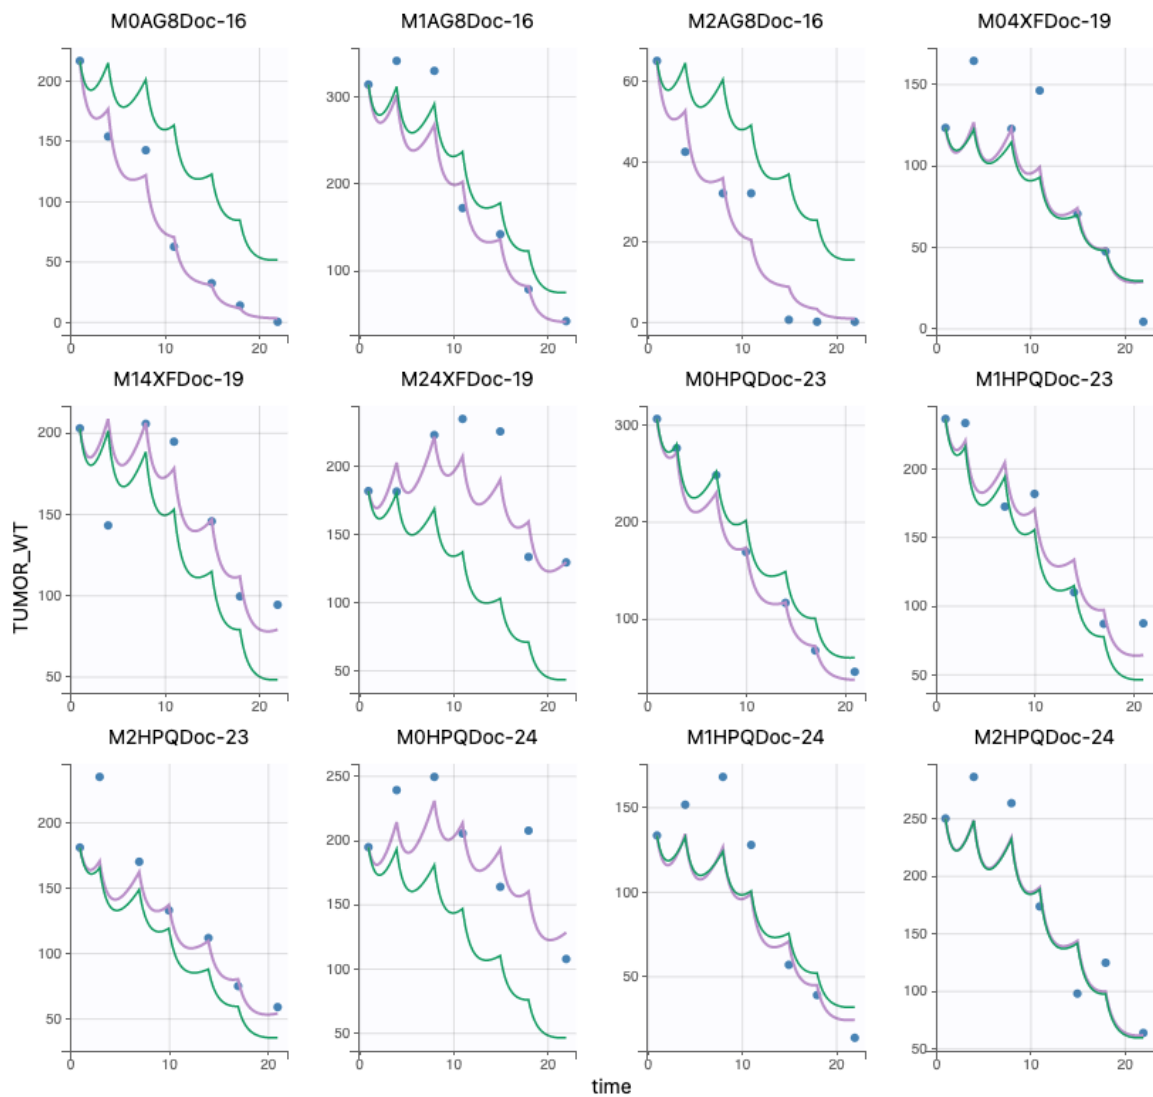 M0AG8Doc-16 M1AG8Doc-16 M2AG8Doc-16 M04XFDoc-19
200 150 100 50 0
300 200 100
60 40 20 0
150 100 50 0
0 10 20 0 10 20 0 10 20 0 10 20
M14XFDoc-19 M24XFDoc-19 M0HPQDoc-23 M1HPQDoc-23
200 150 100 50
200 150 100 50
300 200 100
200 150 100 50
0 10 20 0 10 20 0 10 20 0 10 20
TUMOR_WT
M2HPQDoc-23 M0HPQDoc-24 M1HPQDoc-24 M2HPQDoc-24
200 150 100 50
250 200 150 100 50
150 100 50
250 200 150 100 50
0 10 20 0 10 20 0 10 20 0 10 20
time